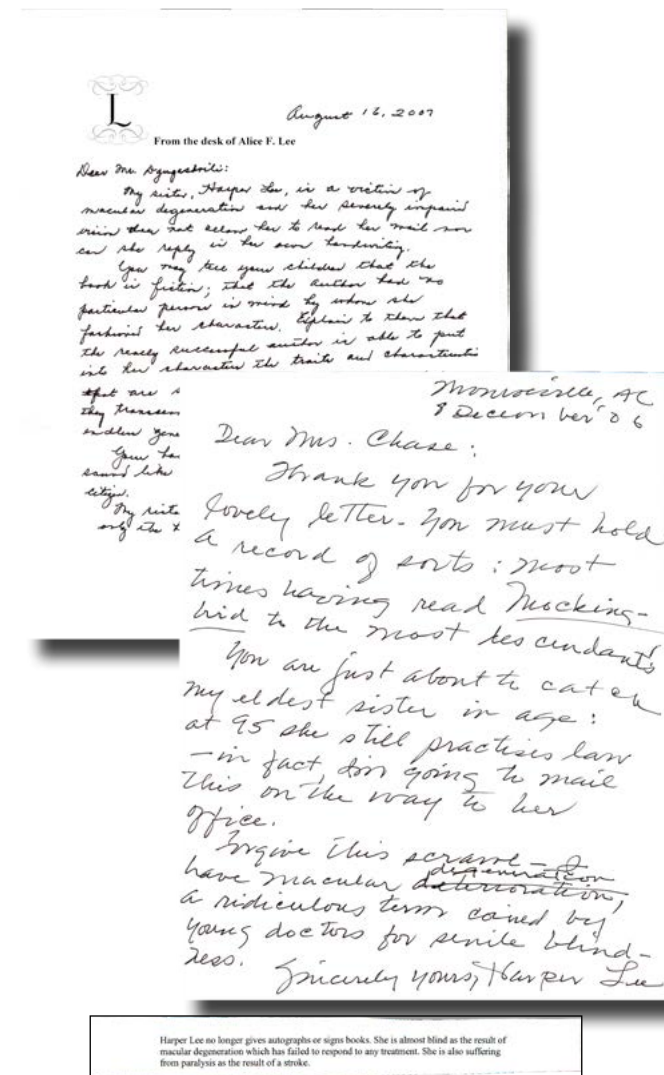 L
August 16, 2007
From the desk of Alice F. Lee
Dear
My sister, Harper Lee, is a victim of
macular degeneration and her severely impaired
vision does not allow her to read her mail nor
can she reply in her own handwriting.
You may tell your children that the
book is fiction; that the author had no
particular person in mind by whom she
fashioned her characters. Explain to them that
the really successful author is able to put
into her characters the traits and characteristics
that are
they
endless
Your
sound like
citizen.
My
only the
Monroeville, AL
8 December '06
Dear Mrs. Chase:
Thank you for your
lovely letter - You must hold
a record of sorts: most
times having read Mocking-
bird to the most descendants!
You are just about to catch
my eldest sister in age:
at 95 she still practises law
— in fact, I'm going to mail
this on the way to her
office.
Forgive this scrawl — I
degeneration
have macular deterioration,
a ridiculous term coined by
young doctors for senile blind-
ness.
Sincerely yours, Harper Lee
Harper Lee no longer gives autographs or signs books. She is almost blind as the result of
macular degeneration which has failed to respond to any treatment. She is also suffering
from paralysis as the result of a stroke.